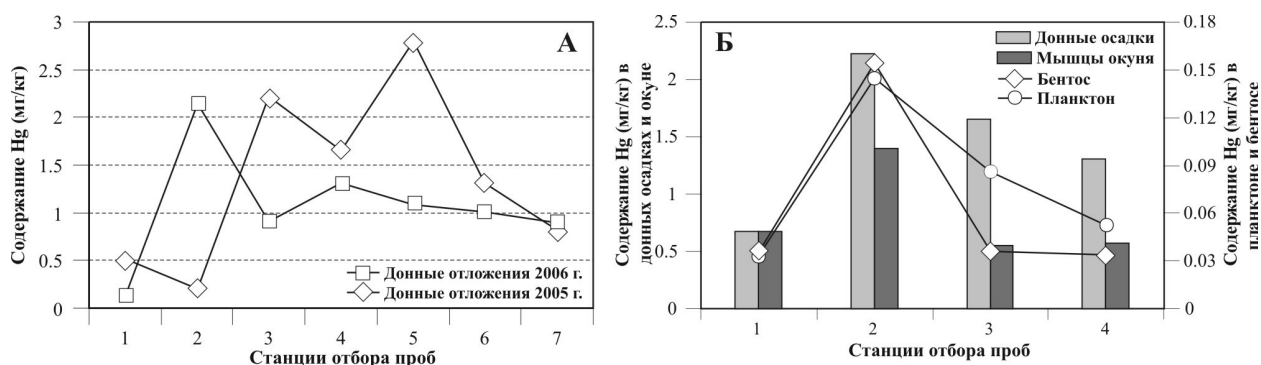 А
Содержание Hg (мг/кг)
3
2.5
2
1.5
1
0.5
0
1 2 3 4 5 6 7
Станции отбора проб
Донные отложения 2006 г.
Донные отложения 2005 г.
Б
Содержание Hg (мг/кг) в
донных осадках и окуне
2.5
2
1.5
1
0.5
0
1 2 3 4
Станции отбора проб
Донные осадки
Мышцы окуня
Бентос
Планктон
0.18
0.15
0.12
0.09
0.06
0.03
0
Содержание Hg (мг/кг) в
планктоне и бентосе